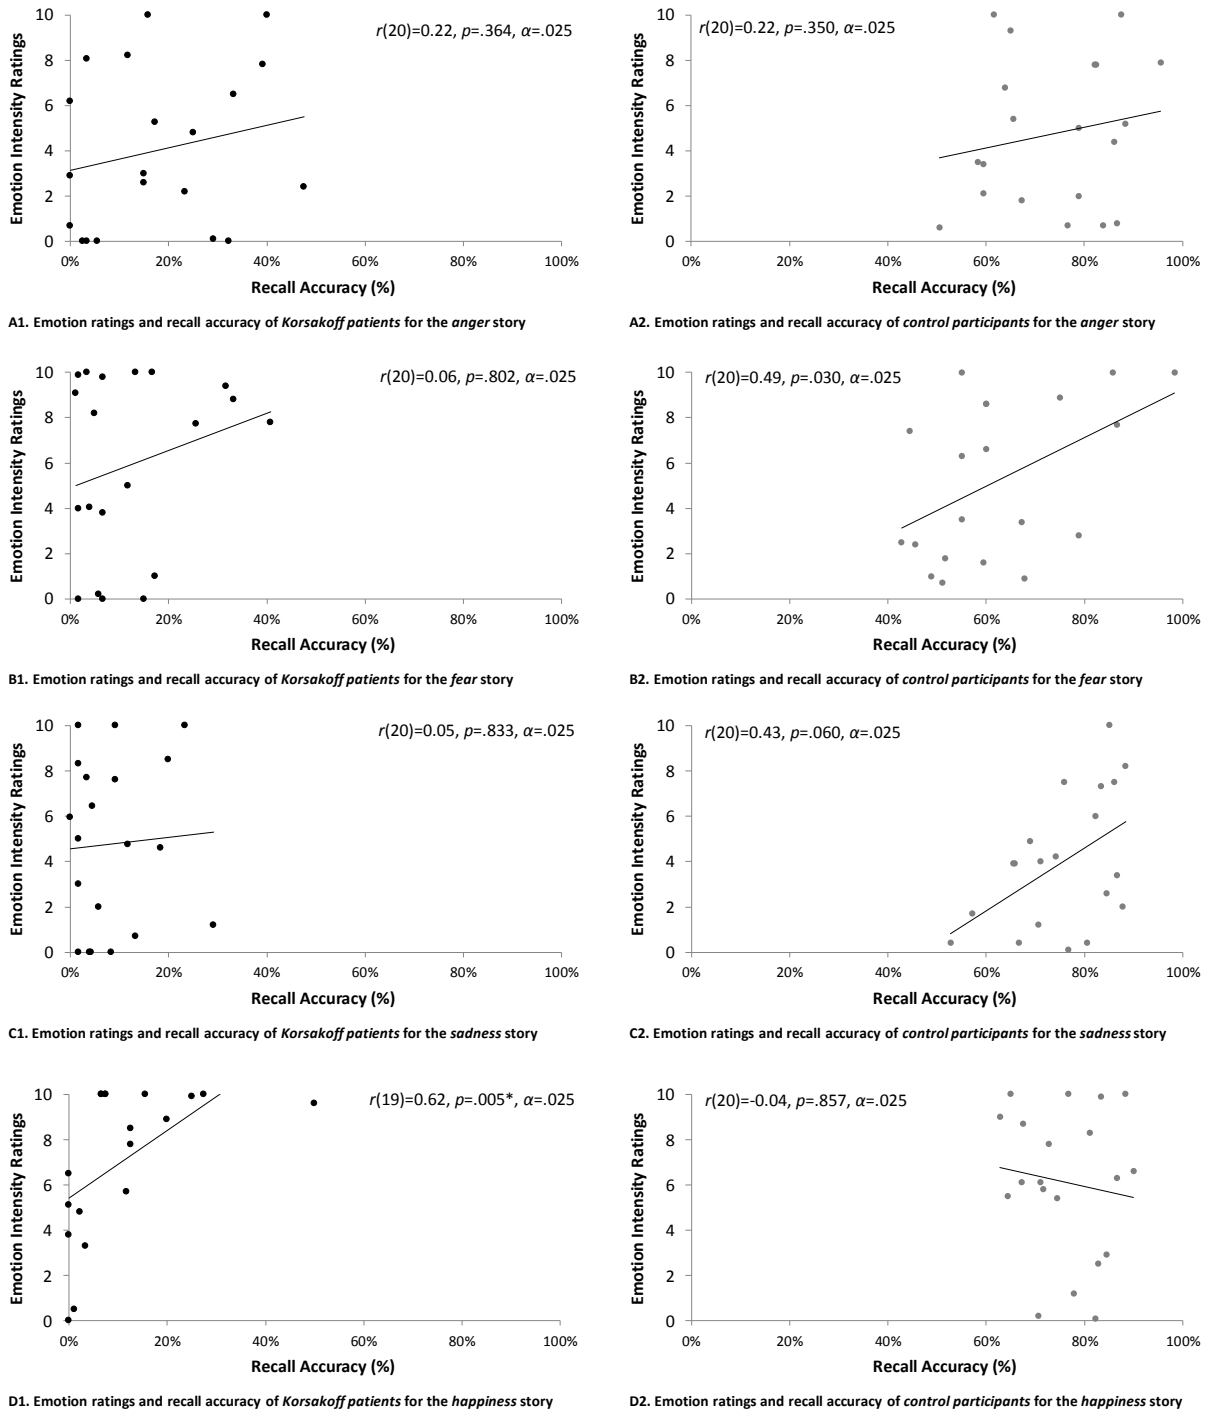 r(20)=0.22, p=.364, α=.025
Emotion Intensity Ratings
10
8
6
4
2
0
0% 20% 40% 60% 80% 100%
Recall Accuracy (%)
A1. Emotion ratings and recall accuracy of Korsakoff patients for the anger story
r(20)=0.22, p=.350, α=.025
Emotion Intensity Ratings
10
8
6
4
2
0
0% 20% 40% 60% 80% 100%
Recall Accuracy (%)
A2. Emotion ratings and recall accuracy of control participants for the anger story
r(20)=0.06, p=.802, α=.025
Emotion Intensity Ratings
10
8
6
4
2
0
0% 20% 40% 60% 80% 100%
Recall Accuracy (%)
B1. Emotion ratings and recall accuracy of Korsakoff patients for the fear story
r(20)=0.49, p=.030, α=.025
Emotion Intensity Ratings
10
8
6
4
2
0
0% 20% 40% 60% 80% 100%
Recall Accuracy (%)
B2. Emotion ratings and recall accuracy of control participants for the fear story
r(20)=0.05, p=.833, α=.025
Emotion Intensity Ratings
10
8
6
4
2
0
0% 20% 40% 60% 80% 100%
Recall Accuracy (%)
C1. Emotion ratings and recall accuracy of Korsakoff patients for the sadness story
r(20)=0.43, p=.060, α=.025
Emotion Intensity Ratings
10
8
6
4
2
0
0% 20% 40% 60% 80% 100%
Recall Accuracy (%)
C2. Emotion ratings and recall accuracy of control participants for the sadness story
r(19)=0.62, p=.005*, α=.025
Emotion Intensity Ratings
10
8
6
4
2
0
0% 20% 40% 60% 80% 100%
Recall Accuracy (%)
D1. Emotion ratings and recall accuracy of Korsakoff patients for the happiness story
r(20)=-0.04, p=.857, α=.025
Emotion Intensity Ratings
10
8
6
4
2
0
0% 20% 40% 60% 80% 100%
Recall Accuracy (%)
D2. Emotion ratings and recall accuracy of control participants for the happiness story